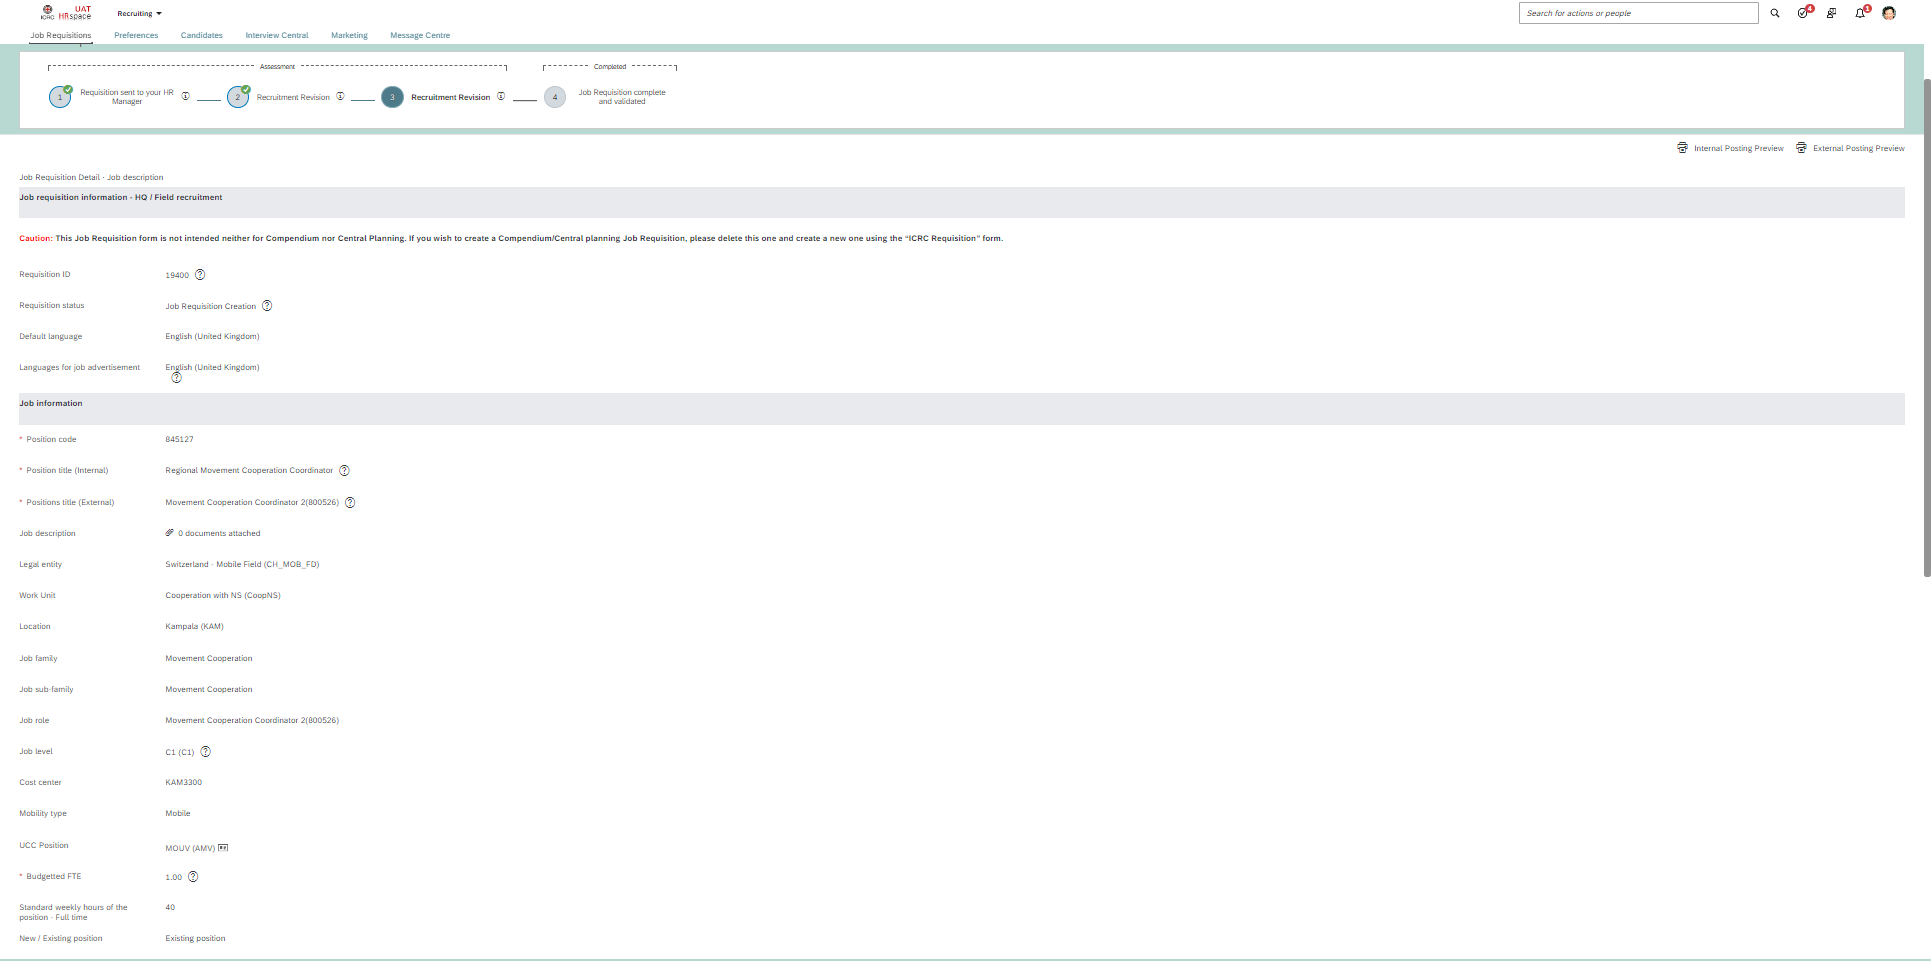 ICRC UAT HRspace Recruiting
Search for actions or people
4
1
Job Requisitions Preferences Candidates Interview Central Marketing Message Centre
Assessment Completed
1 Requisition sent to your HR Manager 2 Recruitment Revision 3 Recruitment Revision 4 Job Requisition complete and validated
Internal Posting Preview External Posting Preview
Job Requisition Detail - Job description
Job requisition information - HQ / Field recruitment
Caution: This Job Requisition form is not intended neither for Compendium nor Central Planning. If you wish to create a Compendium/Central planning Job Requisition, please delete this one and create a new one using the “ICRC Requisition” form.
Requisition ID 19400
Requisition status Job Requisition Creation
Default language English (United Kingdom)
Languages for job advertisement English (United Kingdom)
Job information
* Position code 845127
* Position title (Internal) Regional Movement Cooperation Coordinator
* Positions title (External) Movement Cooperation Coordinator 2(800526)
Job description 0 documents attached
Legal entity Switzerland - Mobile Field (CH_MOB_FD)
Work Unit Cooperation with NS (CoopNS)
Location Kampala (KAM)
Job family Movement Cooperation
Job sub-family Movement Cooperation
Job role Movement Cooperation Coordinator 2(800526)
Job level C1 (C1)
Cost center KAM3300
Mobility type Mobile
UCC Position MOUV (AMV)
* Budgetted FTE 1.00
Standard weekly hours of the position - Full time 40
New / Existing position Existing position